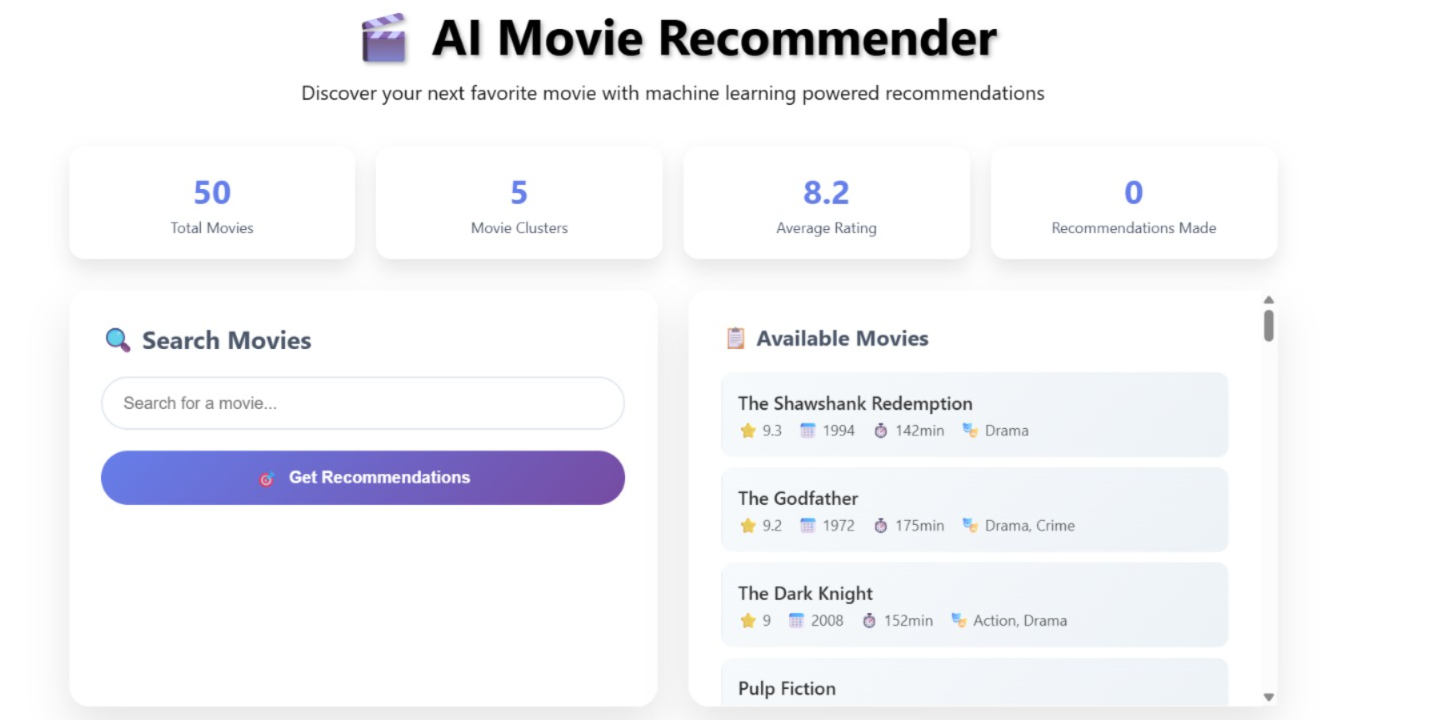 AI Movie Recommender
Discover your next favorite movie with machine learning powered recommendations
50
Total Movies
5
Movie Clusters
8.2
Average Rating
0
Recommendations Made
Search Movies
Search for a movie...
Get Recommendations
Available Movies
The Shawshank Redemption
9.3 1994 142min Drama
The Godfather
9.2 1972 175min Drama, Crime
The Dark Knight
9 2008 152min Action, Drama
Pulp Fiction